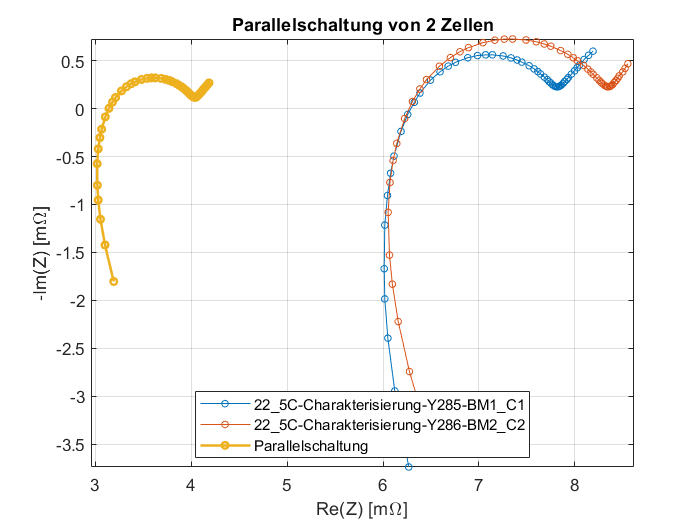 Parallelschaltung von 2 Zellen
-Im(Z) [mΩ]
0.5
0
-0.5
-1
-1.5
-2
-2.5
-3
-3.5
22_5C-Charakterisierung-Y285-BM1_C1
22_5C-Charakterisierung-Y286-BM2_C2
Parallelschaltung
3 4 5 6 7 8
Re(Z) [mΩ]